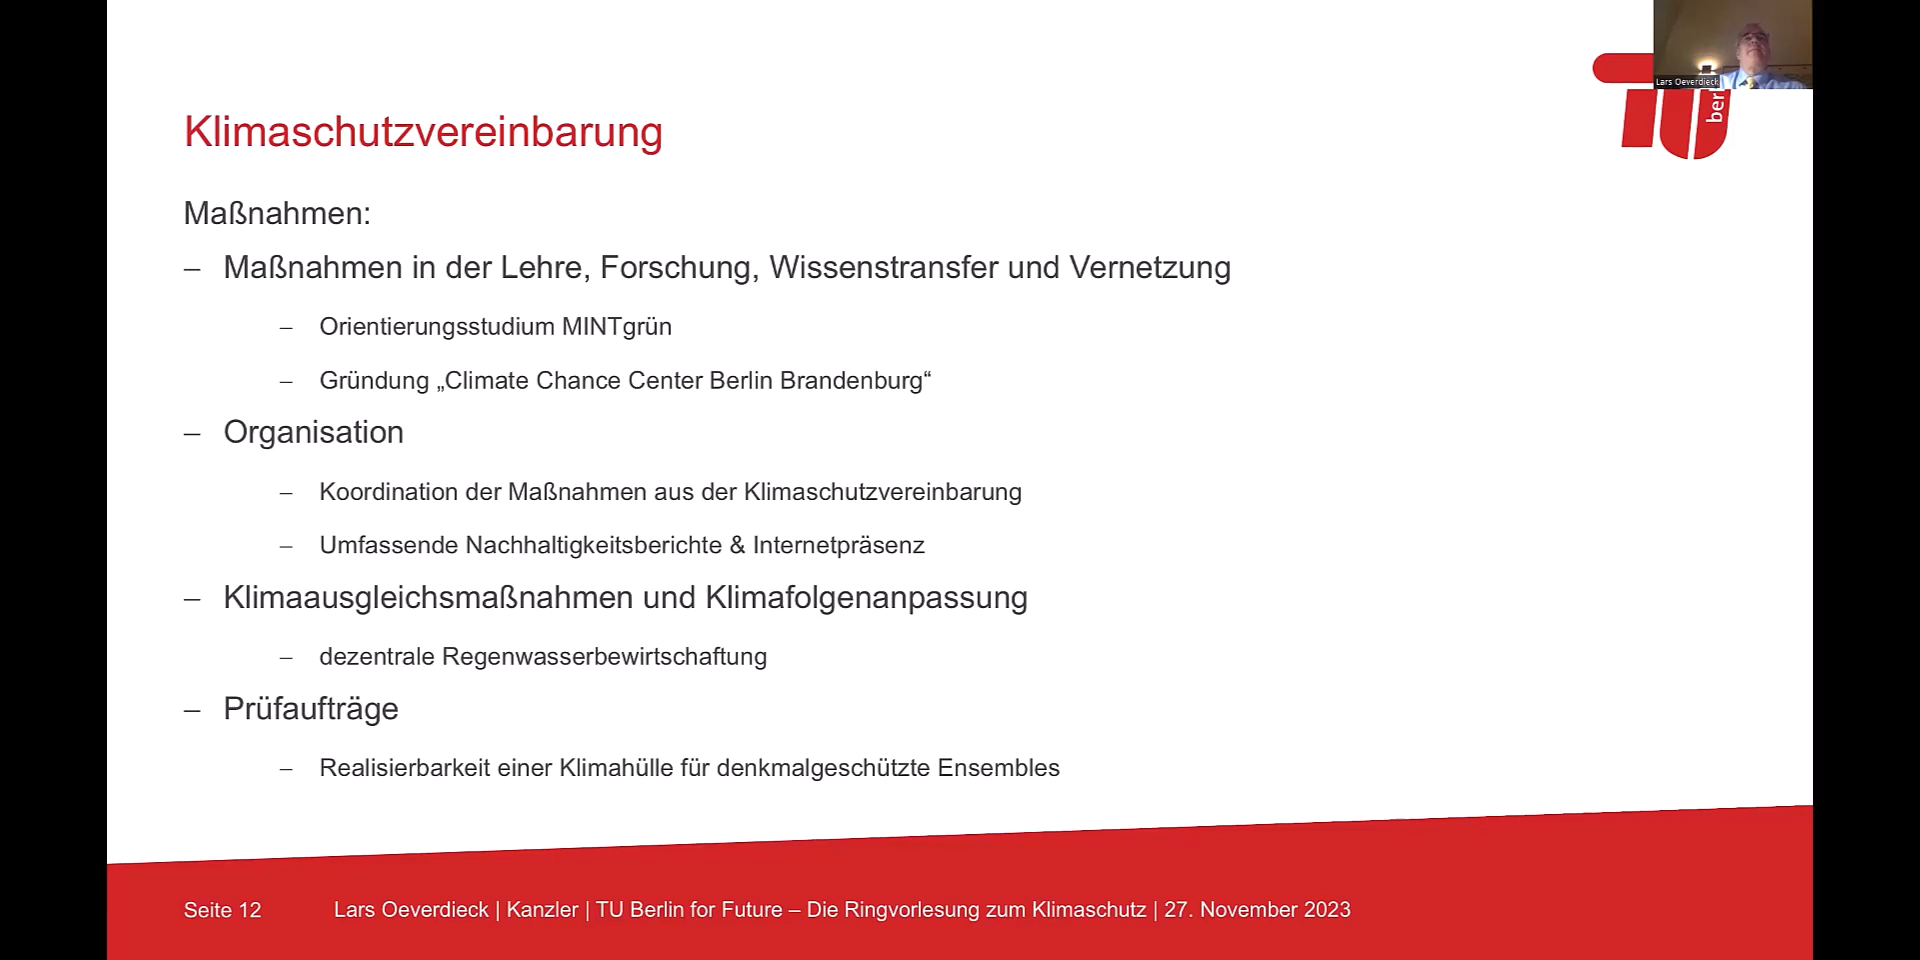 Lars Oeverdieck
TU
Klimaschutzvereinbarung
Maßnahmen:
– Maßnahmen in der Lehre, Forschung, Wissenstransfer und Vernetzung
– Orientierungsstudium MINTgrün
– Gründung „Climate Chance Center Berlin Brandenburg“
– Organisation
– Koordination der Maßnahmen aus der Klimaschutzvereinbarung
– Umfassende Nachhaltigkeitsberichte & Internetpräsenz
– Klimaausgleichsmaßnahmen und Klimafolgenanpassung
– dezentrale Regenwasserbewirtschaftung
– Prüfaufträge
– Realisierbarkeit einer Klimahülle für denkmalgeschützte Ensembles
Seite 12 Lars Oeverdieck | Kanzler | TU Berlin for Future – Die Ringvorlesung zum Klimaschutz | 27. November 2023